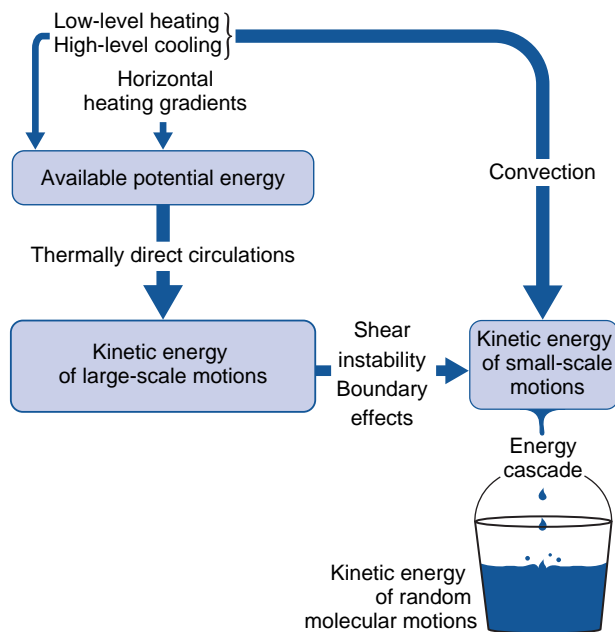 Low-level heating
High-level cooling
Horizontal
heating gradients
Available potential energy
Convection
Thermally direct circulations
Kinetic energy
of large-scale motions
Shear
instability
Boundary
effects
Kinetic energy
of small-scale
motions
Energy
cascade
Kinetic energy
of random
molecular motions